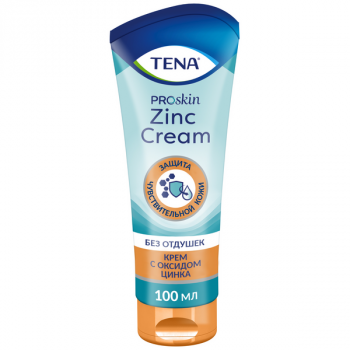 TENA®
PROskin
Zinc
Cream
ЗАЩИТА
ЧУВСТВИТЕЛЬНОЙ КОЖИ
БЕЗ ОТДУШЕК
КРЕМ
С ОКСИДОМ
ЦИНКА
100 МЛ